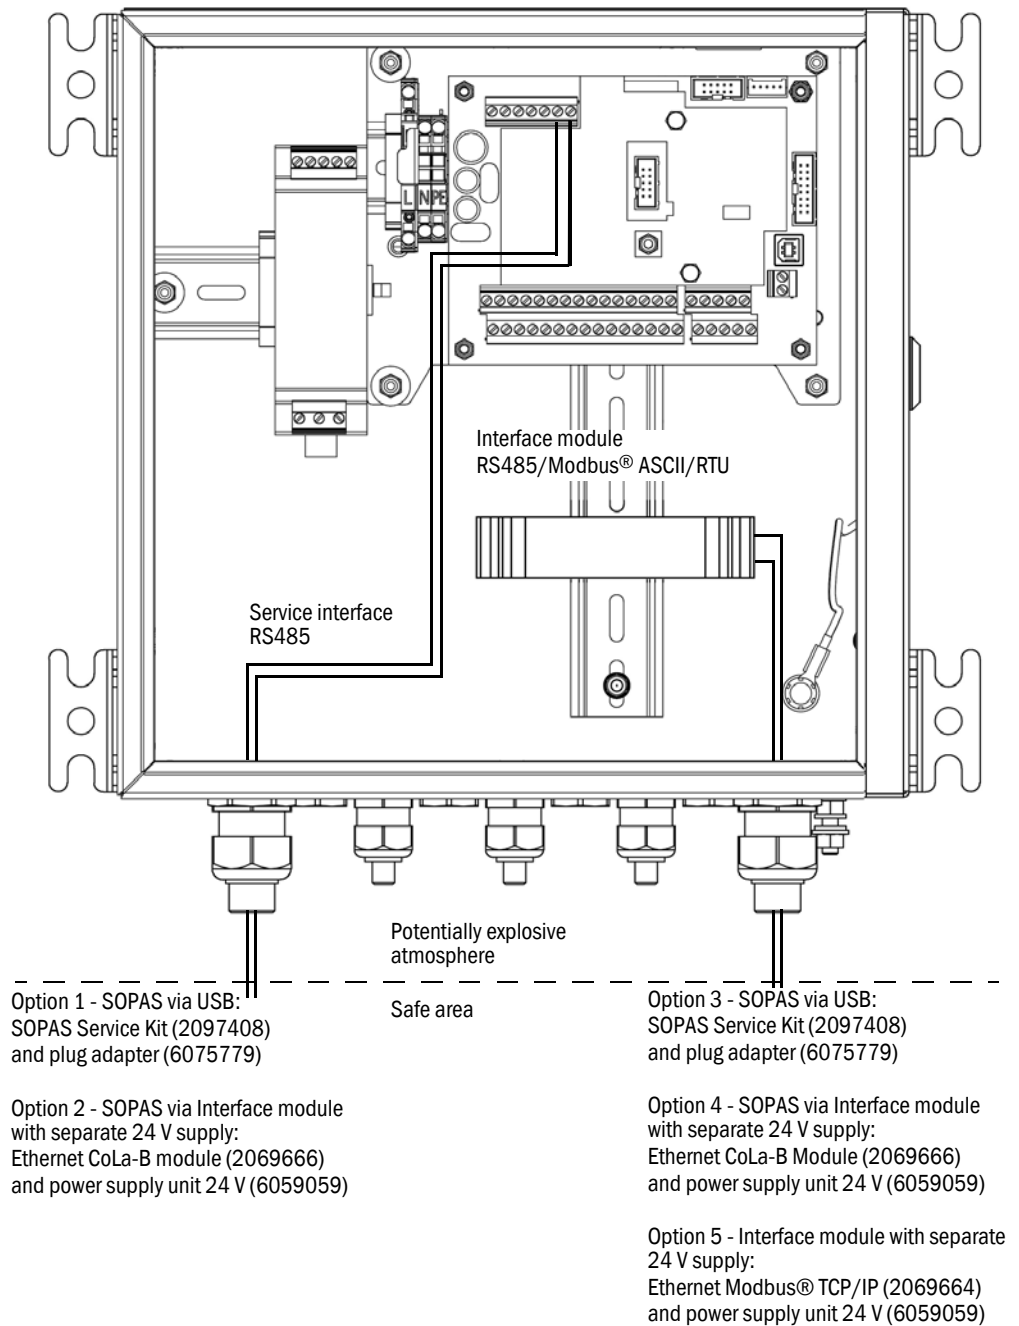 L N PE
Interface module
RS485/Modbus® ASCII/RTU
Service interface
RS485
Potentially explosive
atmosphere
Safe area
Option 1 - SOPAS via USB:
SOPAS Service Kit (2097408)
and plug adapter (6075779)
Option 2 - SOPAS via Interface module
with separate 24 V supply:
Ethernet CoLa-B module (2069666)
and power supply unit 24 V (6059059)
Option 3 - SOPAS via USB:
SOPAS Service Kit (2097408)
and plug adapter (6075779)
Option 4 - SOPAS via Interface module
with separate 24 V supply:
Ethernet CoLa-B Module (2069666)
and power supply unit 24 V (6059059)
Option 5 - Interface module with separate
24 V supply:
Ethernet Modbus® TCP/IP (2069664)
and power supply unit 24 V (6059059)